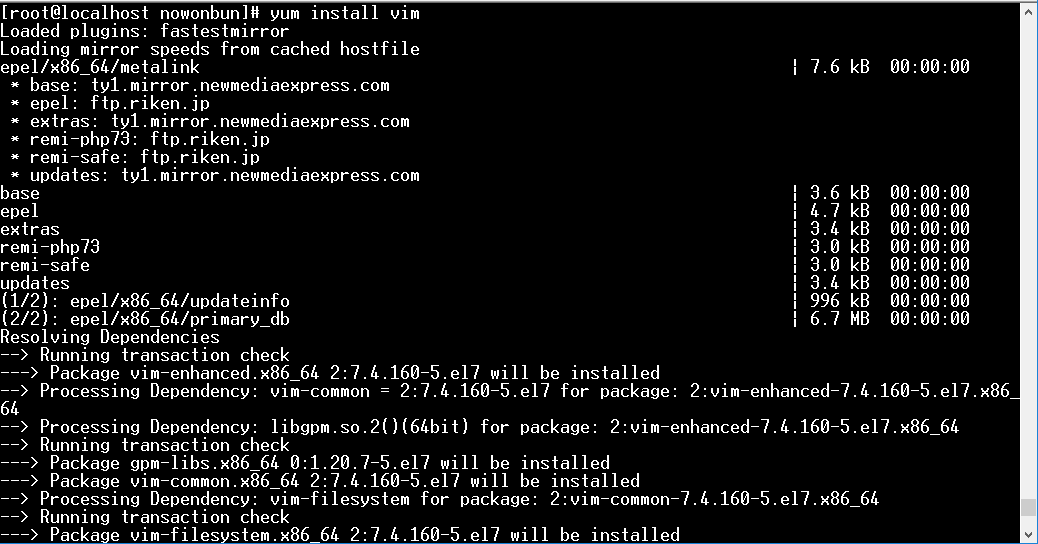 [root@localhost nowonbun]# yum install vim
Loaded plugins: fastestmirror
Loading mirror speeds from cached hostfile
epel/x86_64/metalink | 7.6 kB 00:00:00
* base: ty1.mirror.newmediaexpress.com
* epel: ftp.riken.jp
* extras: ty1.mirror.newmediaexpress.com
* remi-php73: ftp.riken.jp
* remi-safe: ftp.riken.jp
* updates: ty1.mirror.newmediaexpress.com
base | 3.6 kB 00:00:00
epel | 4.7 kB 00:00:00
extras | 3.4 kB 00:00:00
remi-php73 | 3.0 kB 00:00:00
remi-safe | 3.0 kB 00:00:00
updates | 3.4 kB 00:00:00
(1/2): epel/x86_64/updateinfo | 996 kB 00:00:00
(2/2): epel/x86_64/primary_db | 6.7 MB 00:00:00
Resolving Dependencies
--> Running transaction check
---> Package vim-enhanced.x86_64 2:7.4.160-5.el7 will be installed
--> Processing Dependency: vim-common = 2:7.4.160-5.el7 for package: 2:vim-enhanced-7.4.160-5.el7.x86_
64
--> Processing Dependency: libgpm.so.2()(64bit) for package: 2:vim-enhanced-7.4.160-5.el7.x86_64
--> Running transaction check
---> Package gpm-libs.x86_64 0:1.20.7-5.el7 will be installed
---> Package vim-common.x86_64 2:7.4.160-5.el7 will be installed
--> Processing Dependency: vim-filesystem for package: 2:vim-common-7.4.160-5.el7.x86_64
--> Running transaction check
---> Package vim-filesystem.x86_64 2:7.4.160-5.el7 will be installed